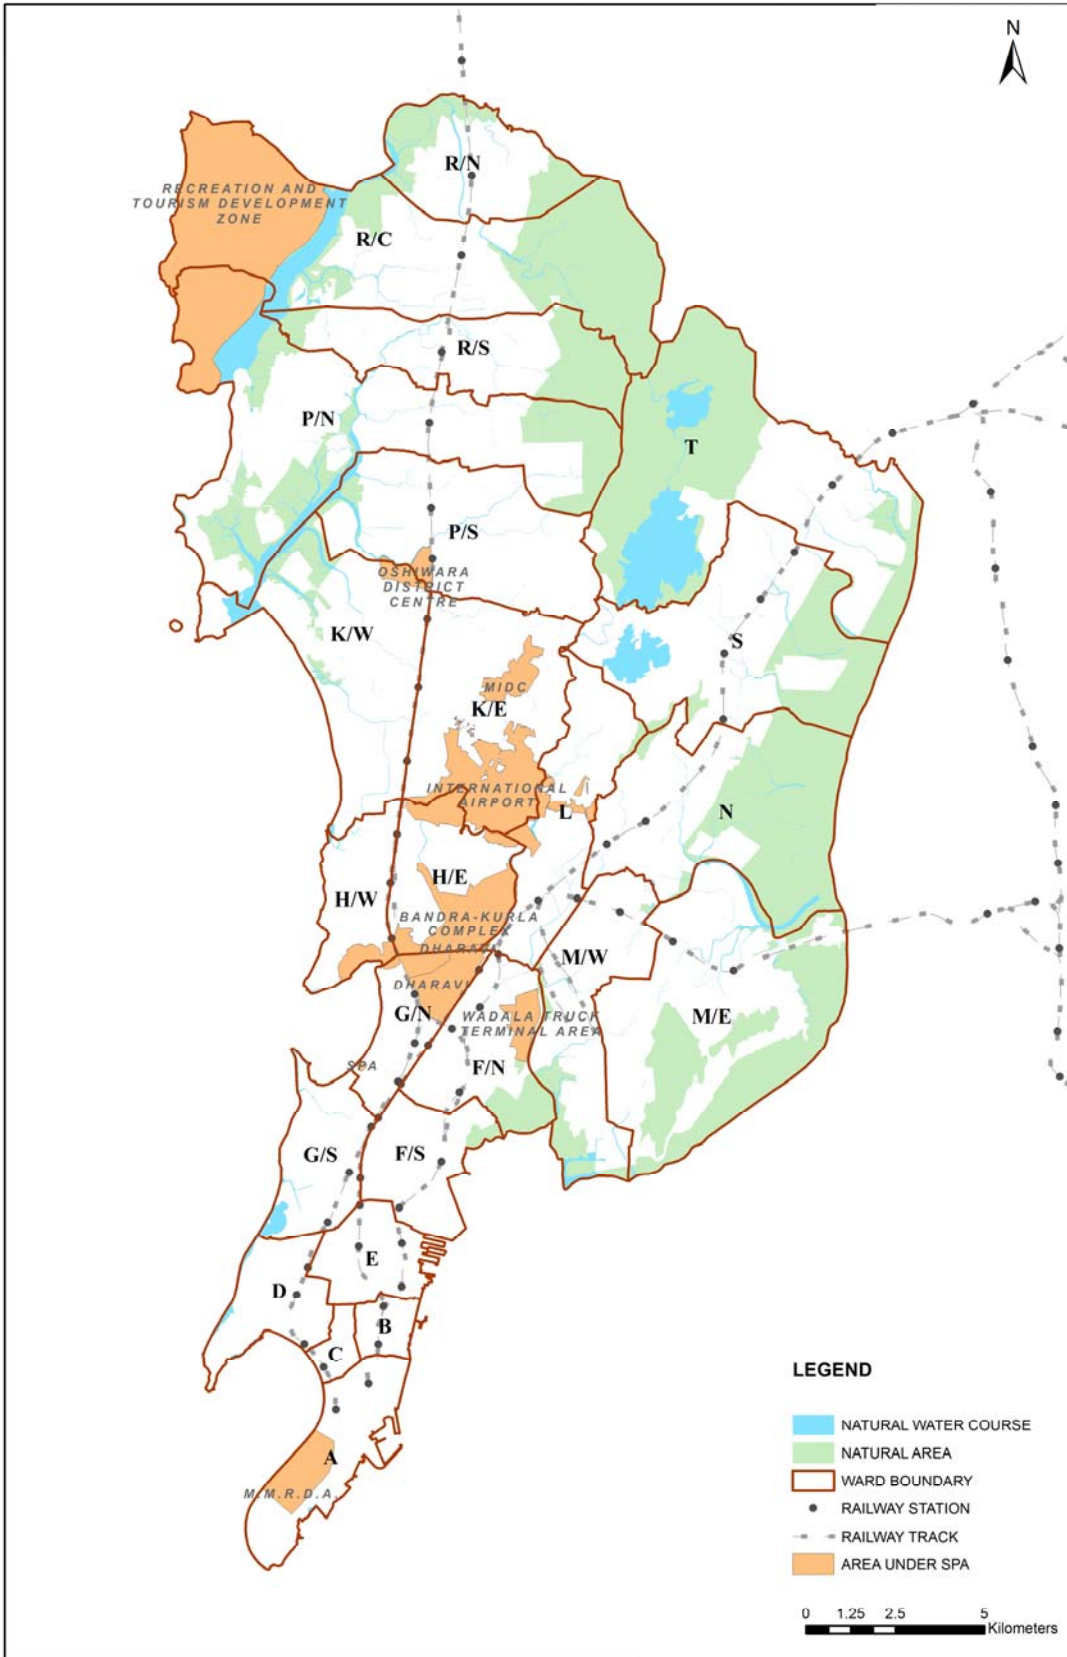 N
R/N
RECREATION AND
TOURISM DEVELOPMENT
ZONE
R/C
R/S
P/N
T
P/S
OSHIWARA
DISTRICT
CENTRE
K/W
S
MIDC
K/E
INTERNATIONAL
AIRPORT
L
N
H/E
H/W
BANDRA-KURLA
COMPLEX
DHARAVI
M/W
DHARAVI
G/N
WADALA TRUCK
TERMINAL AREA
M/E
SPA
F/N
G/S
F/S
E
D
B
C
A
M.M.R.D.A.
LEGEND
NATURAL WATER COURSE
NATURAL AREA
WARD BOUNDARY
RAILWAY STATION
RAILWAY TRACK
AREA UNDER SPA
0 1.25 2.5 5
Kilometers